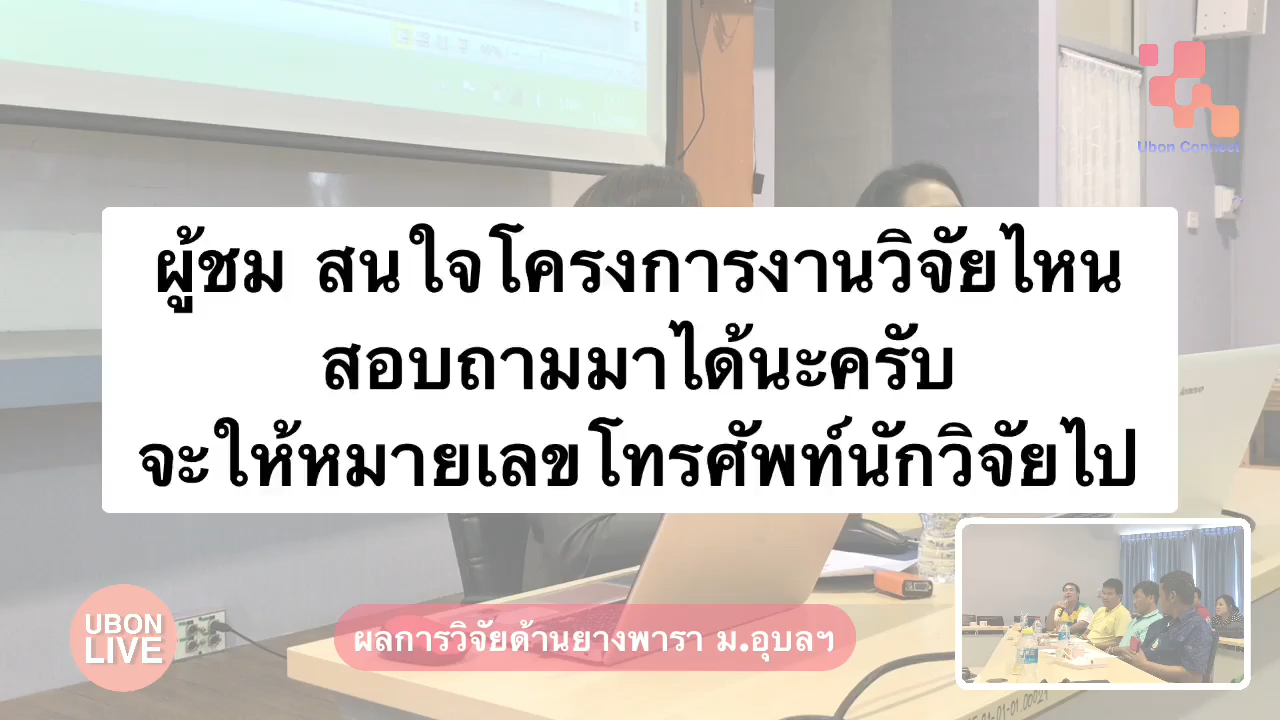 Ubon Connect
ผู้ชม สนใจโครงการงานวิจัยไหน
สอบถามมาได้นะครับ
จะให้หมายเลขโทรศัพท์นักวิจัยไป
lenovo
UBON
LIVE
ผลการวิจัยด้านยางพารา ม.อุบลฯ